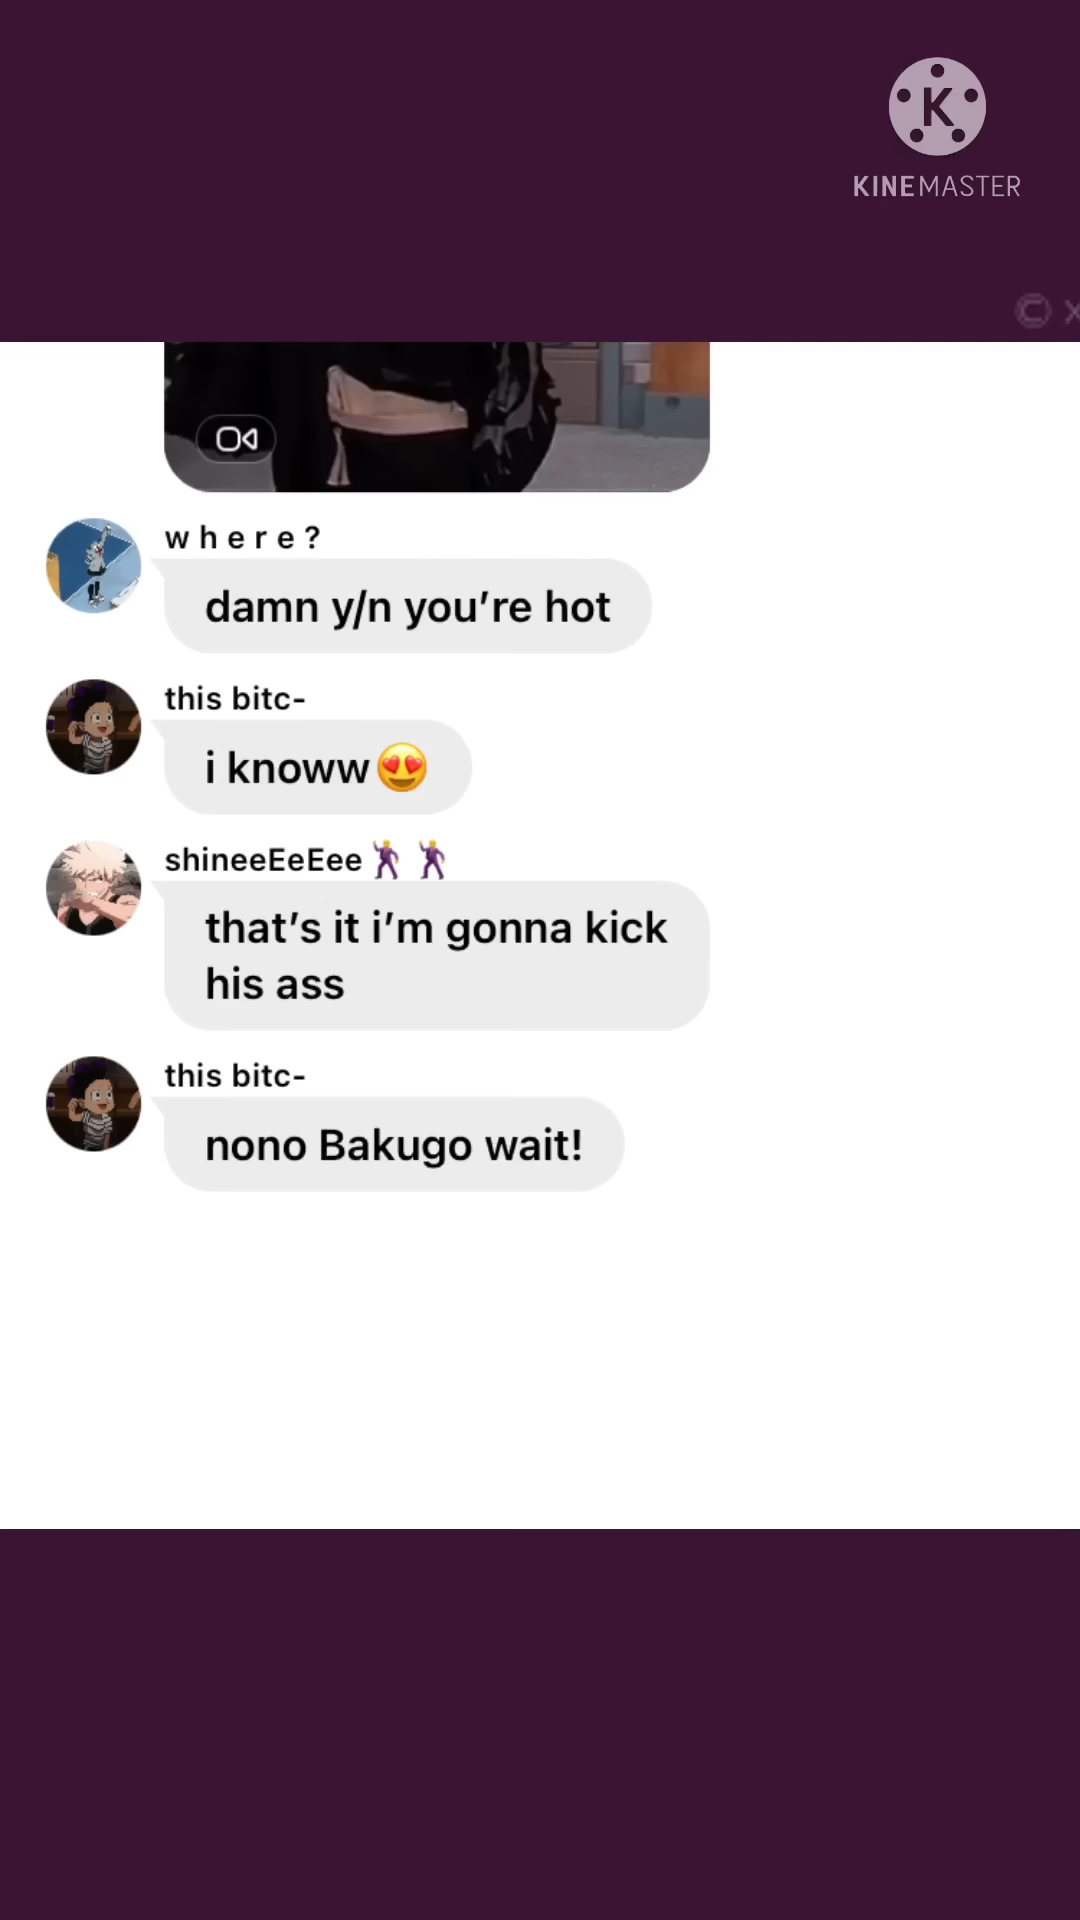 K
KINEMASTER
©
w h e r e ?
damn y/n you’re hot
this bitc-
i knoww😍
shineeEeEee🕺🕺
that’s it i’m gonna kick
his ass
this bitc-
nono Bakugo wait!